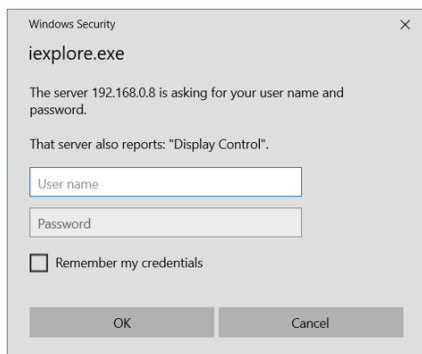 Windows Security
iexplore.exe
The server 192.168.0.8 is asking for your user name and
password.
That server also reports: "Display Control".
User name
Password
Remember my credentials
OK
Cancel